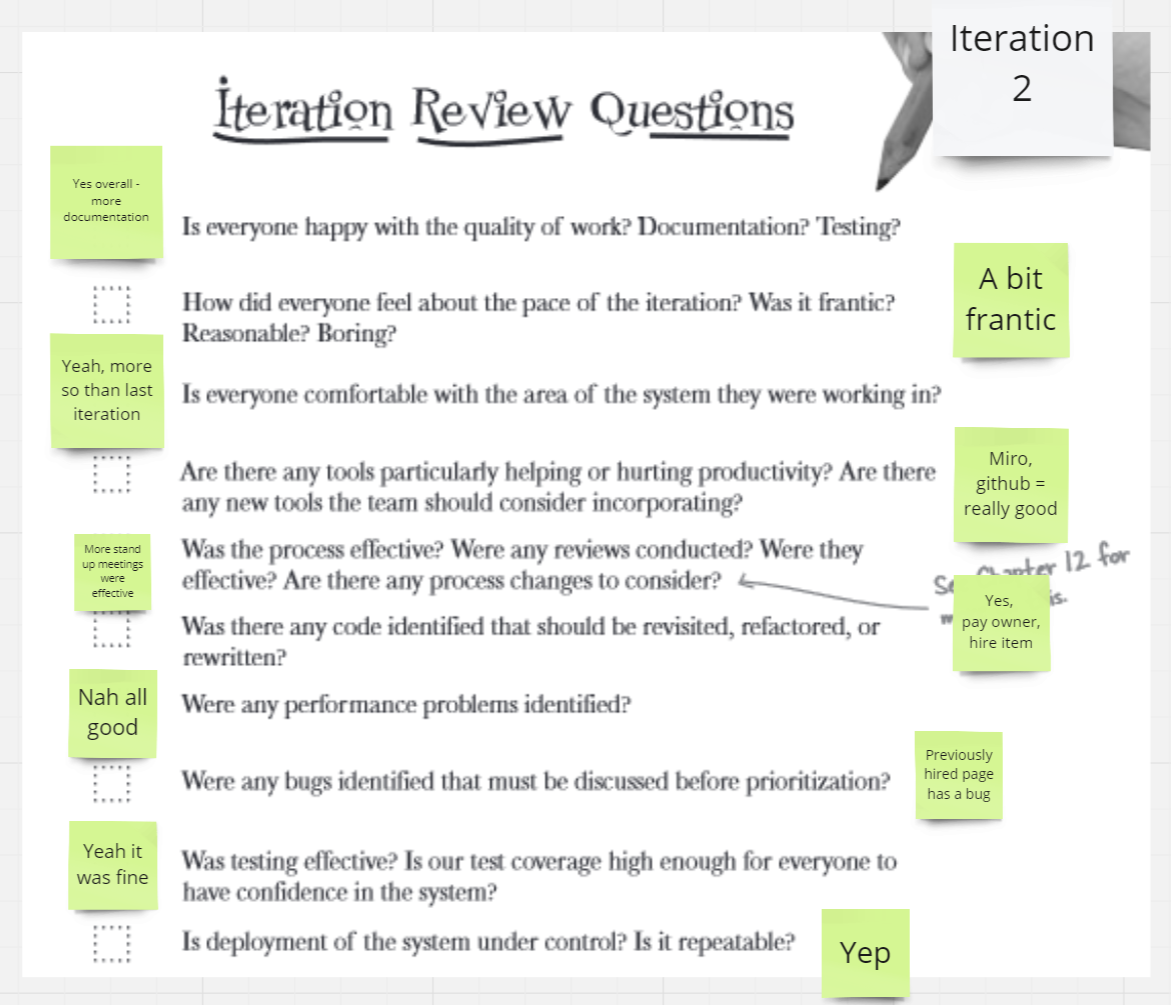 Iteration
2
Iteration Review Questions
Yes overall -
more
documentation
Is everyone happy with the quality of work? Documentation? Testing?
How did everyone feel about the pace of the iteration? Was it frantic?
Reasonable? Boring?
A bit
frantic
Yeah, more
so than last
iteration
Is everyone comfortable with the area of the system they were working in?
Are there any tools particularly helping or hurting productivity? Are there
any new tools the team should consider incorporating?
Miro,
github =
really good
More stand
up meetings
were
effective
Was the process effective? Were any reviews conducted? Were they
effective? Are there any process changes to consider?
12 for
Yes,
pay owner,
hire item
Was there any code identified that should be revisited, refactored, or
rewritten?
Nah all
good
Were any performance problems identified?
Were any bugs identified that must be discussed before prioritization?
Previously
hired page
has a bug
Yeah it
was fine
Was testing effective? Is our test coverage high enough for everyone to
have confidence in the system?
Is deployment of the system under control? Is it repeatable?
Yep